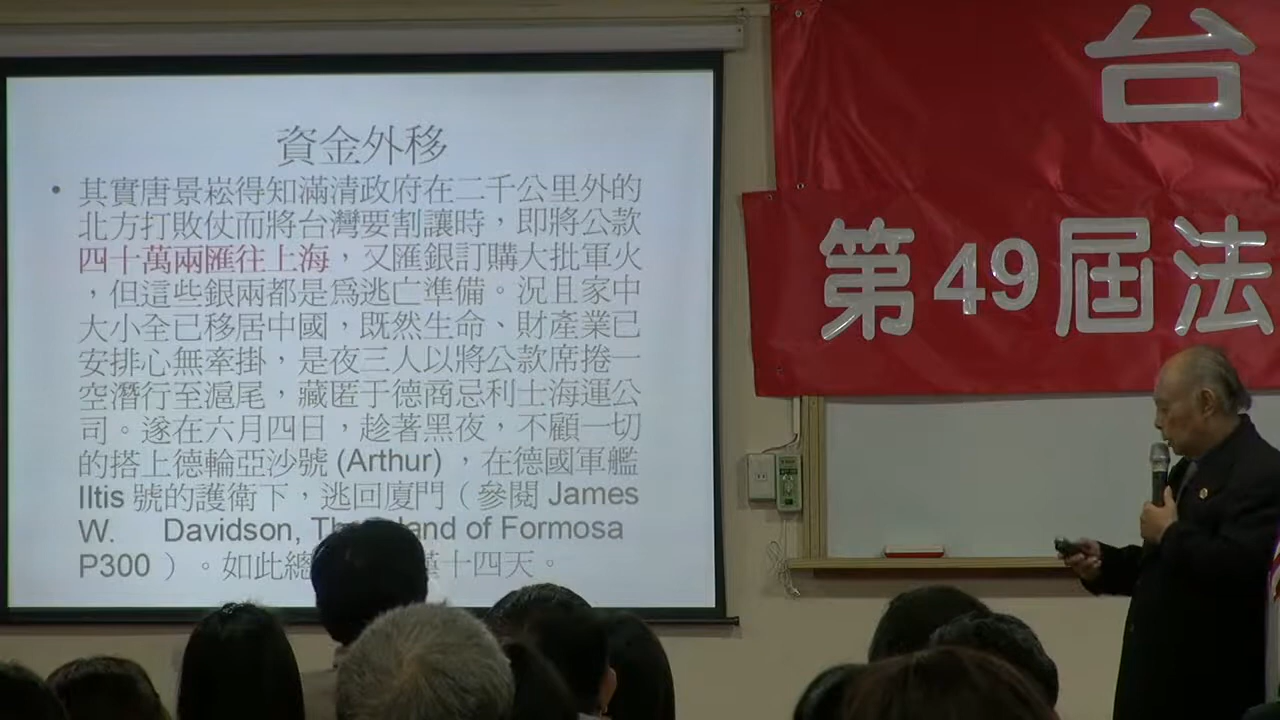 資金外移
• 其實唐景崧得知滿清政府在二千公里外的
北方打敗仗而將台灣要割讓時，即將公款
四十萬兩匯往上海，又匯銀訂購大批軍火
，但這些銀兩都是為逃亡準備。況且家中
大小全已移居中國，既然生命、財產業已
安排心無牽掛，是夜三人以將公款席捲一
空潛行至滬尾，藏匿于德商忌利士海運公
司。遂在六月四日，趁著黑夜，不顧一切
的搭上德輪亞沙號 (Arthur) ，在德國軍艦
Iltis 號的護衛下，逃回廈門（參閱 James
W. Davidson, land of Formosa
P300 ）。如此總 十四天。
台
第49屆法